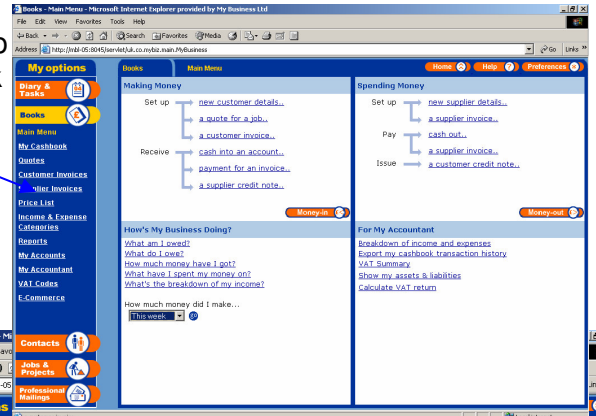 Books - Main Menu - Microsoft Internet Explorer provided by My Business Ltd
File Edit View Favorites Tools Help
Back Search Favorites Media
Address http://mbl-05:8045/servlet/uk.co.mybiz.main.MyBusiness Go Links »
My options
Books Main Menu Home Help ? Preferences
Diary & Tasks
Books
Main Menu
My Cashbook
Quotes
Customer Invoices
Supplier Invoices
Price List
Income & Expense
Categories
Reports
My Accounts
My Accountant
VAT Codes
E-Commerce
Contacts
Jobs &
Projects
Professional
Mailings
Making Money
Set up new customer details..
a quote for a job..
a customer invoice..
Receive cash into an account..
payment for an invoice..
a supplier credit note..
Money-in
Spending Money
Set up new supplier details..
a supplier invoice..
Pay cash out..
a supplier invoice..
Issue a customer credit note..
Money-out
How's My Business Doing?
What am I owed?
What do I owe?
How much money have I got?
What have I spent my money on?
What's the breakdown of my income?
How much money did I make...
This week
For My Accountant
Breakdown of income and expenses
Export my cashbook transaction history
VAT Summary
Show my assets & liabilities
Calculate VAT return